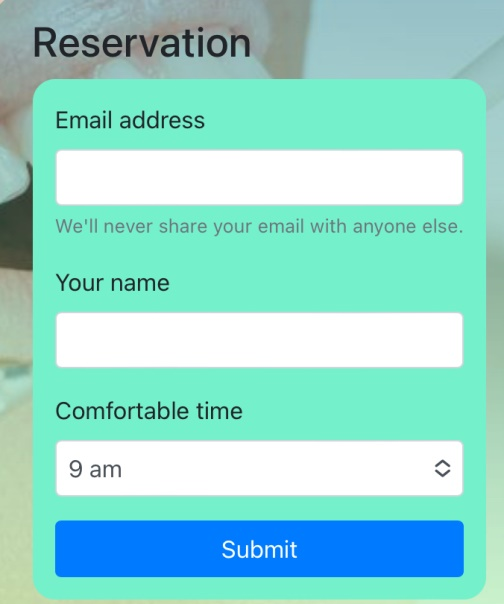 Reservation
Email address
We'll never share your email with anyone else.
Your name
Comfortable time
9 am
Submit